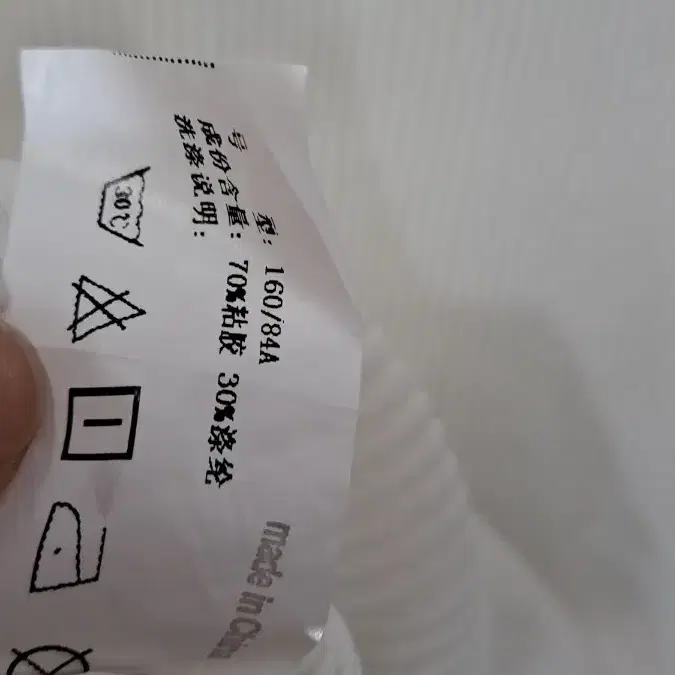 号 型: 160/84A
成份含量: 70%粘胶 30%涤纶
洗涤说明:
30℃
made in China